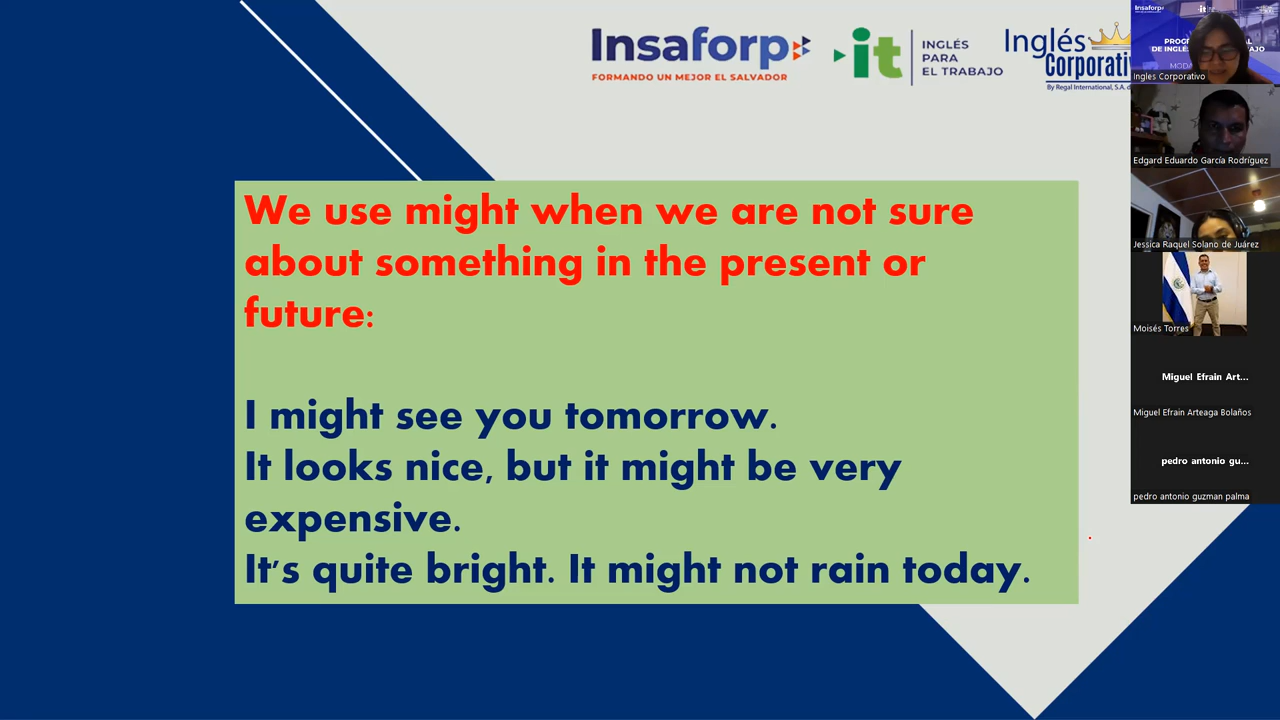 Insaforp
FORMANDO UN MEJOR EL SALVADOR
it
INGLÉS
PARA
EL TRABAJO
Inglés
Corporativ
By Regal International, S.A. d
We use might when we are not sure
about something in the present or
future:
I might see you tomorrow.
It looks nice, but it might be very
expensive.
It's quite bright. It might not rain today.
Insaforp
it
Ingles Corporativo
Edgard Eduardo García Rodríguez
Jessica Raquel Solano de Juárez
Moisés Torres
Miguel Efrain Art...
Miguel Efrain Arteaga Bolaños
pedro antonio gu...
pedro antonio guzman palma